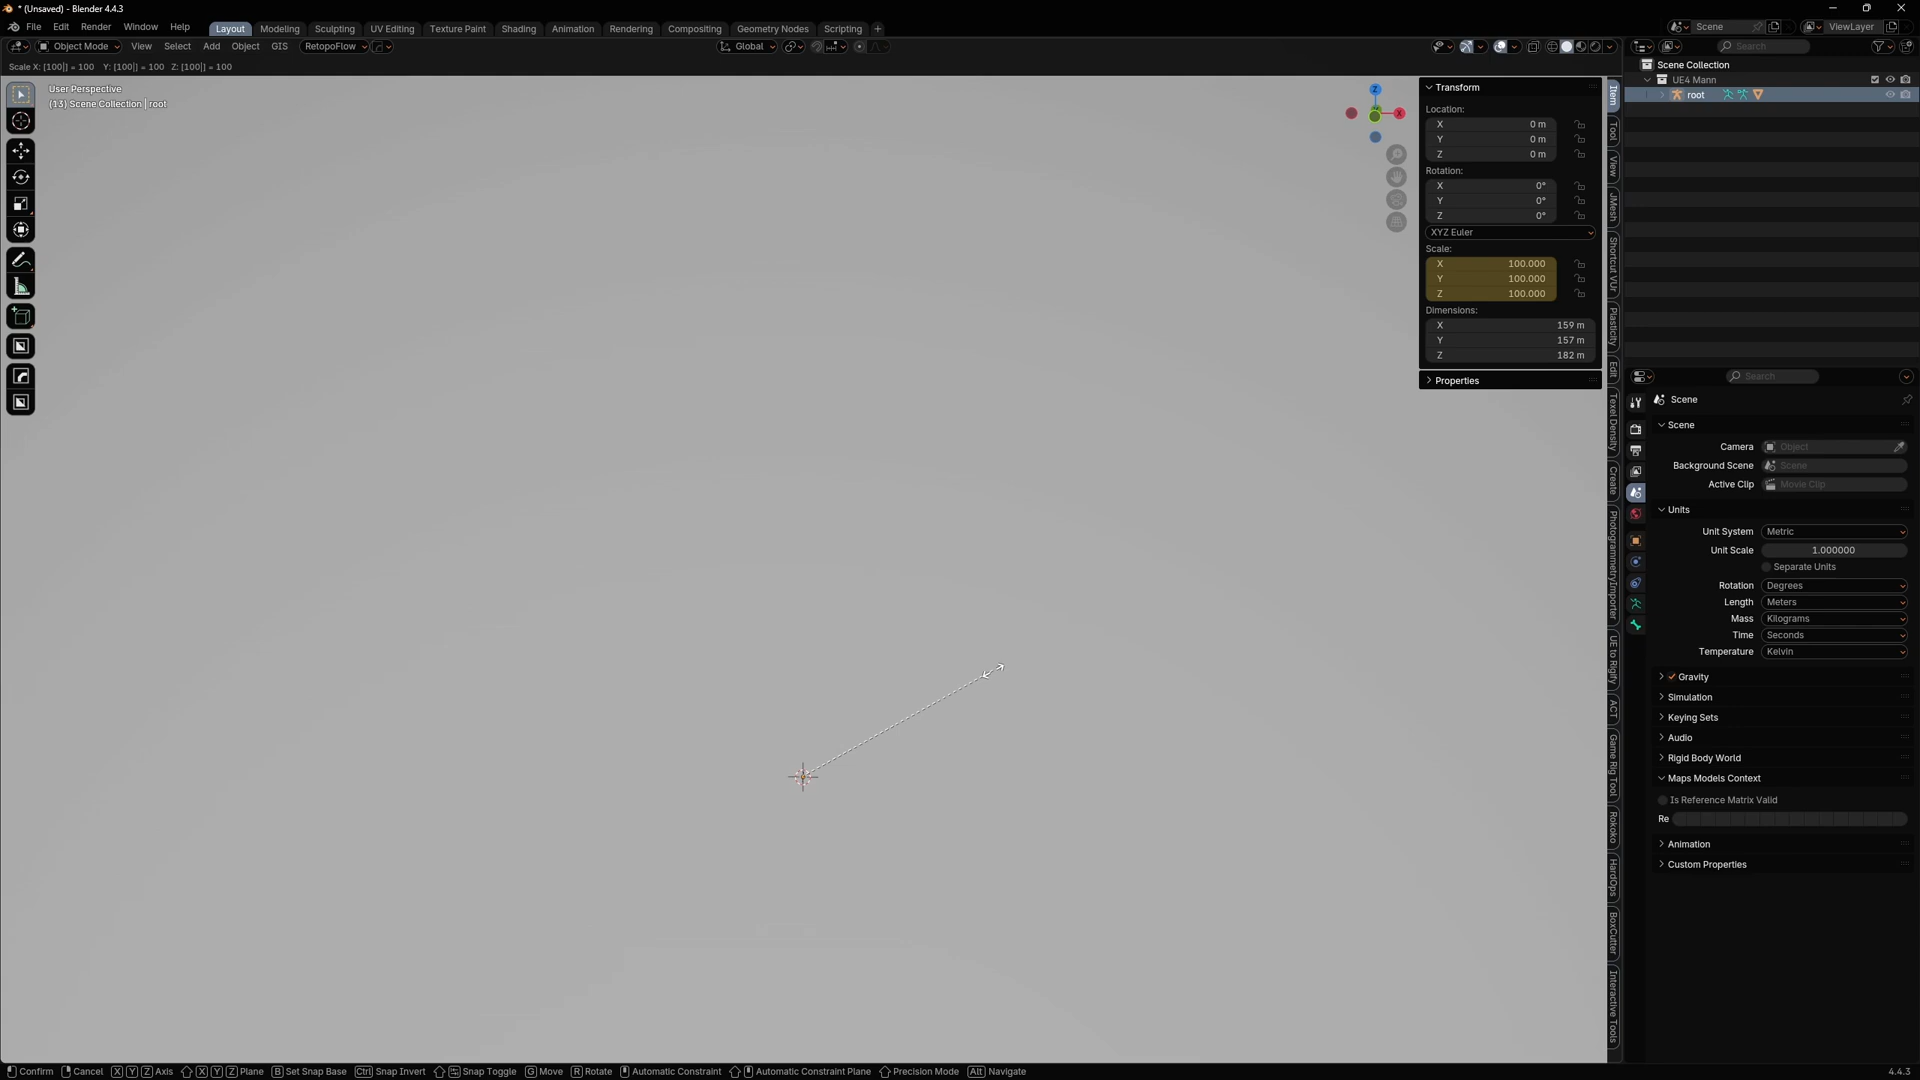 * (Unsaved) - Blender 4.4.3
File Edit Render Window Help Layout Modeling Sculpting UV Editing Texture Paint Shading Animation Rendering Compositing Geometry Nodes Scripting + Scene ViewLayer
Object Mode View Select Add Object GIS RetopoFlow Global Search
Scale X: [100|] = 100 Y: [100|] = 100 Z: [100|] = 100
User Perspective
(13) Scene Collection | root
Z
X
Transform
Location:
X 0 m
Y 0 m
Z 0 m
Rotation:
X 0°
Y 0°
Z 0°
XYZ Euler
Scale:
X 100.000
Y 100.000
Z 100.000
Dimensions:
X 159 m
Y 157 m
Z 182 m
Properties
Item
Tool
View
JMesh
Shortcut VUr
Plasticity
Edit
Texel Density
Create
PhotogrammetryImporter
UE to Rigify
ACT
Game Rig Tool
Rokoko
HardOps
BoxCutter
Interactive Tools
Scene Collection
UE4 Mann
root
Search
Scene
Scene
Camera Object
Background Scene Scene
Active Clip Movie Clip
Units
Unit System Metric
Unit Scale 1.000000
Separate Units
Rotation Degrees
Length Meters
Mass Kilograms
Time Seconds
Temperature Kelvin
Gravity
Simulation
Keying Sets
Audio
Rigid Body World
Maps Models Context
Is Reference Matrix Valid
Re
Animation
Custom Properties
Confirm Cancel X Y Z Axis X Y Z Plane B Set Snap Base Ctrl Snap Invert Snap Toggle G Move R Rotate Automatic Constraint Automatic Constraint Plane Precision Mode Alt Navigate 4.4.3